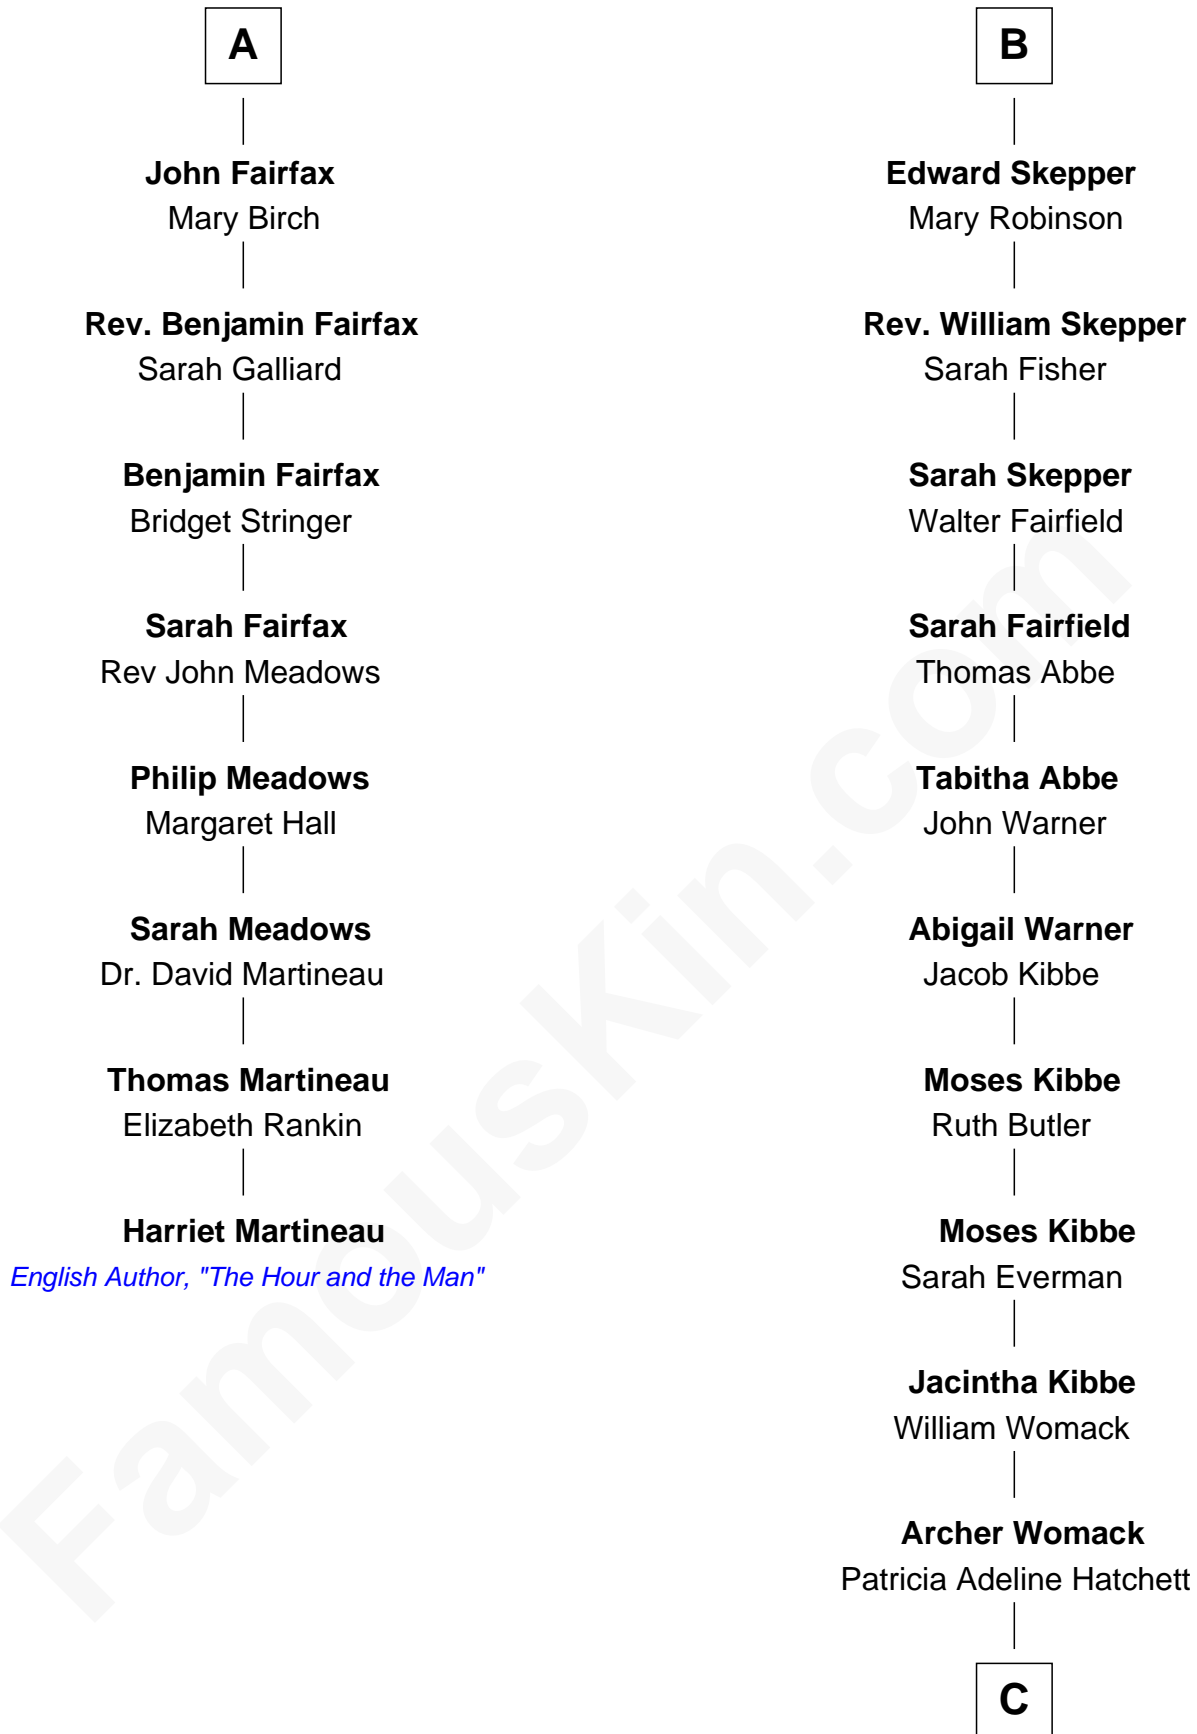 A
John Fairfax
Mary Birch
Rev. Benjamin Fairfax
Sarah Galliard
Benjamin Fairfax
Bridget Stringer
Sarah Fairfax
Rev John Meadows
Philip Meadows
Margaret Hall
Sarah Meadows
Dr. David Martineau
Thomas Martineau
Elizabeth Rankin
Harriet Martineau
English Author, "The Hour and the Man"
B
Edward Skepper
Mary Robinson
Rev. William Skepper
Sarah Fisher
Sarah Skepper
Walter Fairfield
Sarah Fairfield
Thomas Abbe
Tabitha Abbe
John Warner
Abigail Warner
Jacob Kibbe
Moses Kibbe
Ruth Butler
Moses Kibbe
Sarah Everman
Jacintha Kibbe
William Womack
Archer Womack
Patricia Adeline Hatchett
C
FamousKin.com